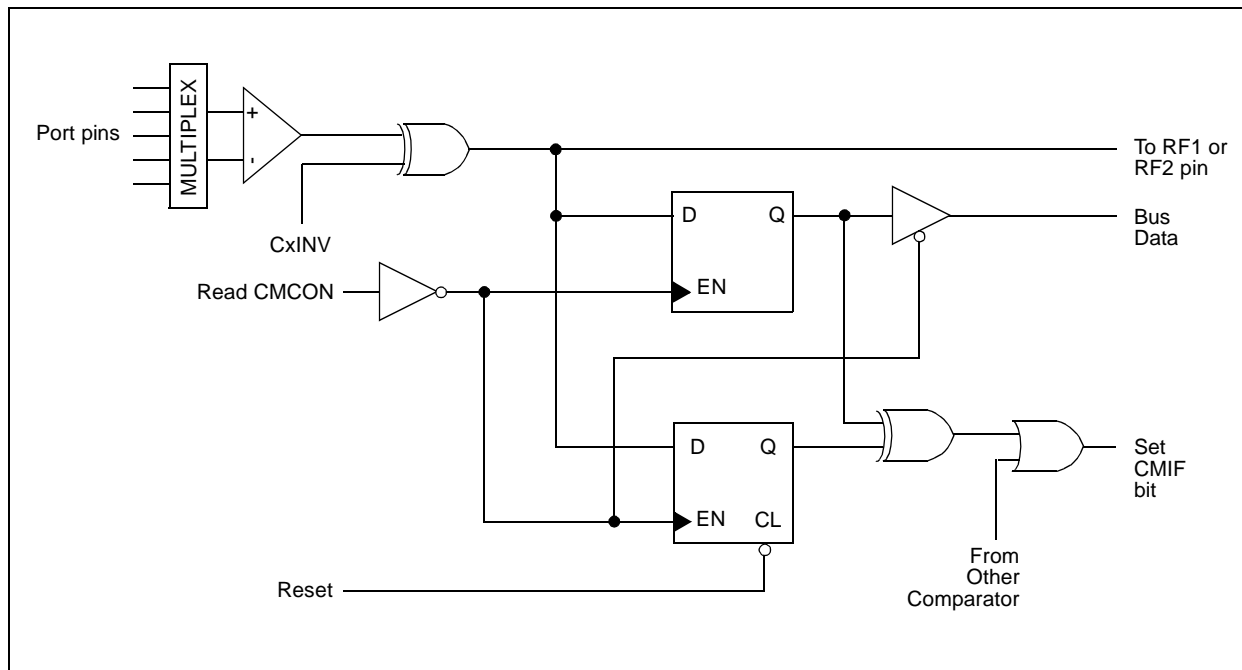 MULTIPLEX
+
-
Port pins
CxINV
To RF1 or
RF2 pin
D
Q
EN
Bus
Data
Read CMCON
D
Q
EN
CL
Set
CMIF
bit
From
Other
Comparator
Reset